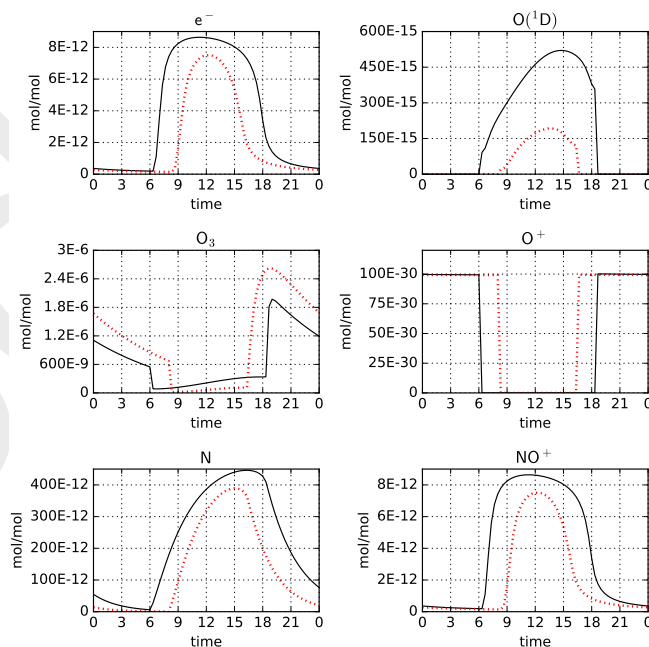 e⁻
8E-12
6E-12
4E-12
2E-12
0
mol/mol
0 3 6 9 12 15 18 21 0
time
O(¹D)
600E-15
450E-15
300E-15
150E-15
0
mol/mol
0 3 6 9 12 15 18 21 0
time
O₃
3E-6
2.4E-6
1.8E-6
1.2E-6
600E-9
0
mol/mol
0 3 6 9 12 15 18 21 0
time
O⁺
100E-30
75E-30
50E-30
25E-30
0
mol/mol
0 3 6 9 12 15 18 21 0
time
N
400E-12
300E-12
200E-12
100E-12
0
mol/mol
0 3 6 9 12 15 18 21 0
time
NO⁺
8E-12
6E-12
4E-12
2E-12
0
mol/mol
0 3 6 9 12 15 18 21 0
time